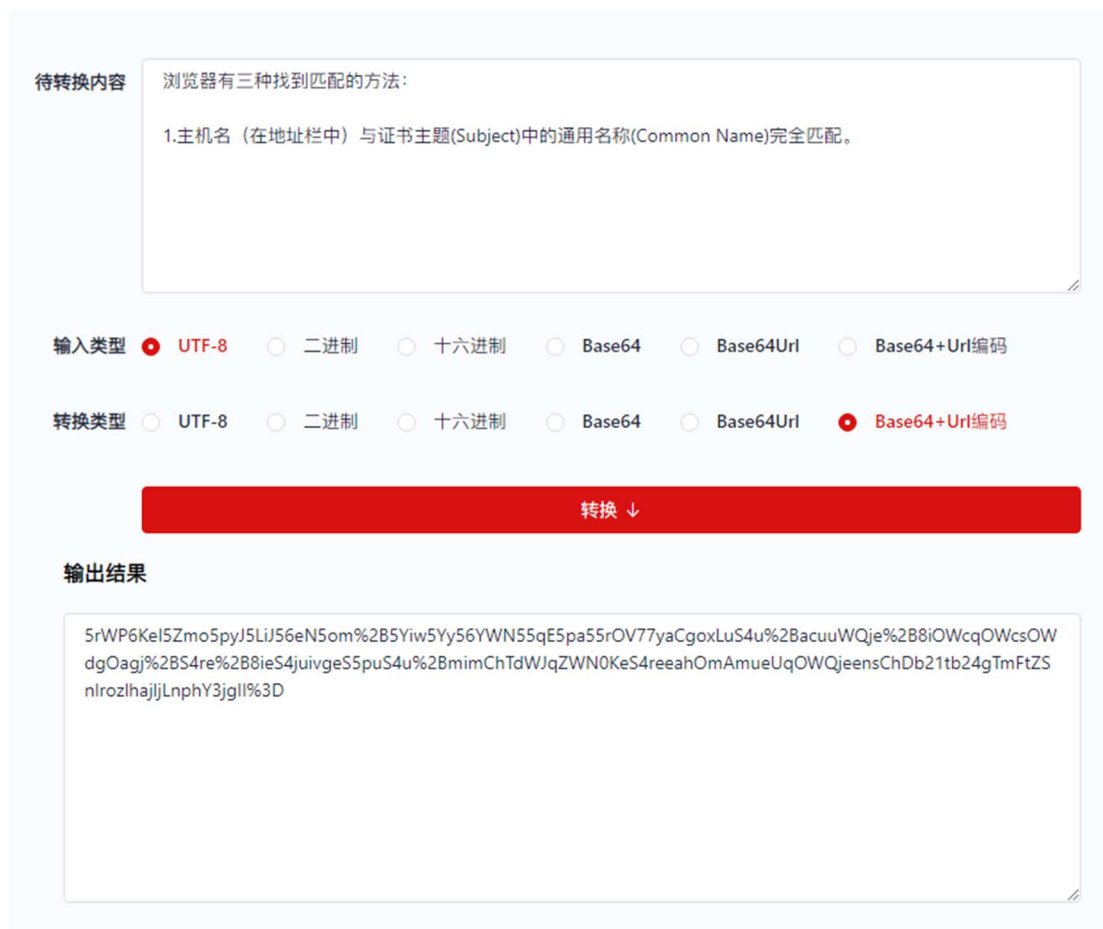 待转换内容
浏览器有三种找到匹配的方法：
1.主机名（在地址栏中）与证书主题(Subject)中的通用名称(Common Name)完全匹配。
输入类型 UTF-8 二进制 十六进制 Base64 Base64Url Base64+Url编码
转换类型 UTF-8 二进制 十六进制 Base64 Base64Url Base64+Url编码
转换 ↓
输出结果
5rWP6KeI5Zmo5pyJ5LiJ56eN5om%2B5Yiw5Yy56YWN55qE5pa55rOV77yaCgoxLuS4u%2BacuuWQje%2B8iOWcqOWcsOW
dgOagj%2BS4re%2B8ieS4juivgeS5puS4u%2BmimChTdWJqZWN0KeS4reeahOmAmueUqOWQjeensChDb21tb24gTmFtZS
nlrozlhajljLnphY3jgII%3D